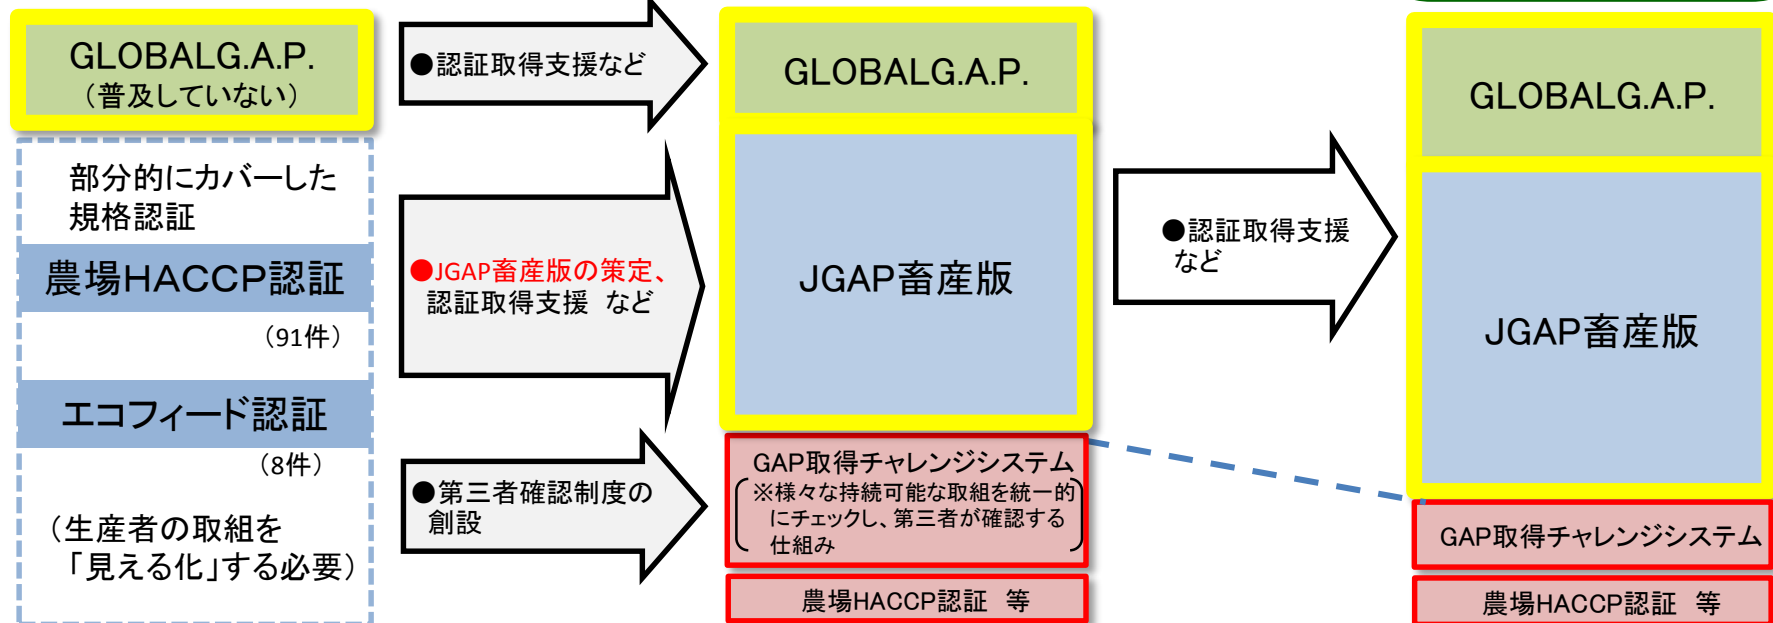 GLOBALG.A.P.
（普及していない）
部分的にカバーした
規格認証
農場HACCP認証
（91件）
エコフィード認証
（8件）
（生産者の取組を
「見える化」する必要）
●認証取得支援など
●JGAP畜産版の策定、
認証取得支援　など
●第三者確認制度の
創設
GLOBALG.A.P.
JGAP畜産版
GAP取得チャレンジシステム
※様々な持続可能な取組を統一的
にチェックし、第三者が確認する
仕組み
農場HACCP認証　等
●認証取得支援
など
GLOBALG.A.P.
JGAP畜産版
GAP取得チャレンジシステム
農場HACCP認証　等